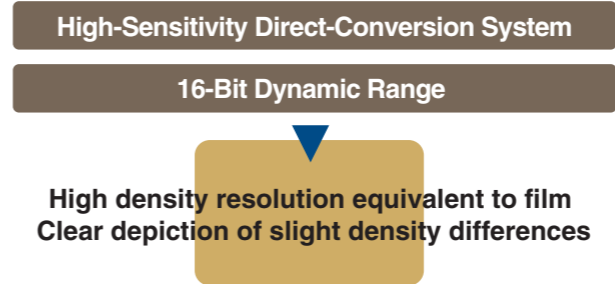 High-Sensitivity Direct-Conversion System
16-Bit Dynamic Range
High density resolution equivalent to film
Clear depiction of slight density differences